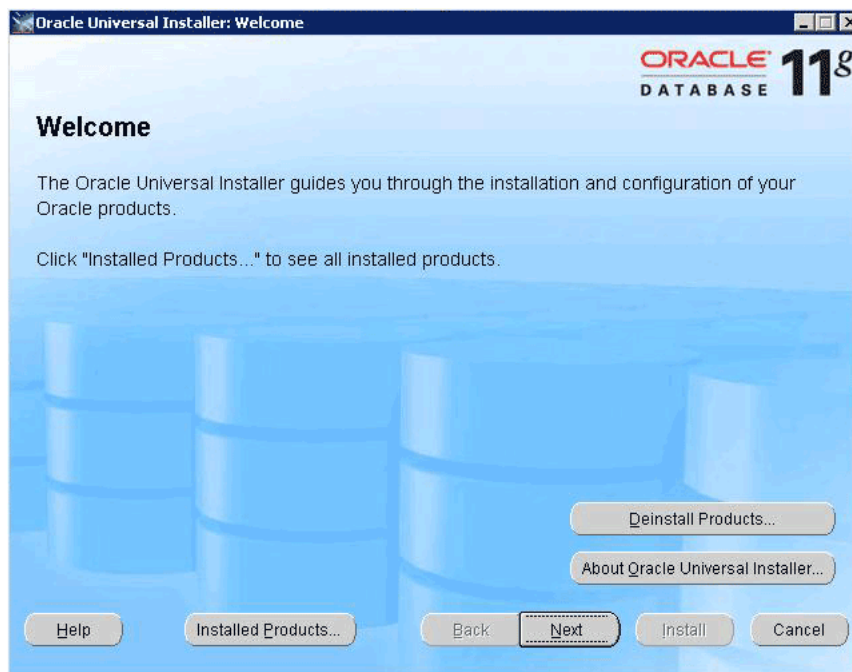 Oracle Universal Installer: Welcome
ORACLE
DATABASE
11g
Welcome
The Oracle Universal Installer guides you through the installation and configuration of your
Oracle products.
Click "Installed Products..." to see all installed products.
Deinstall Products...
About Oracle Universal Installer...
Help
Installed Products...
Back
Next
Install
Cancel